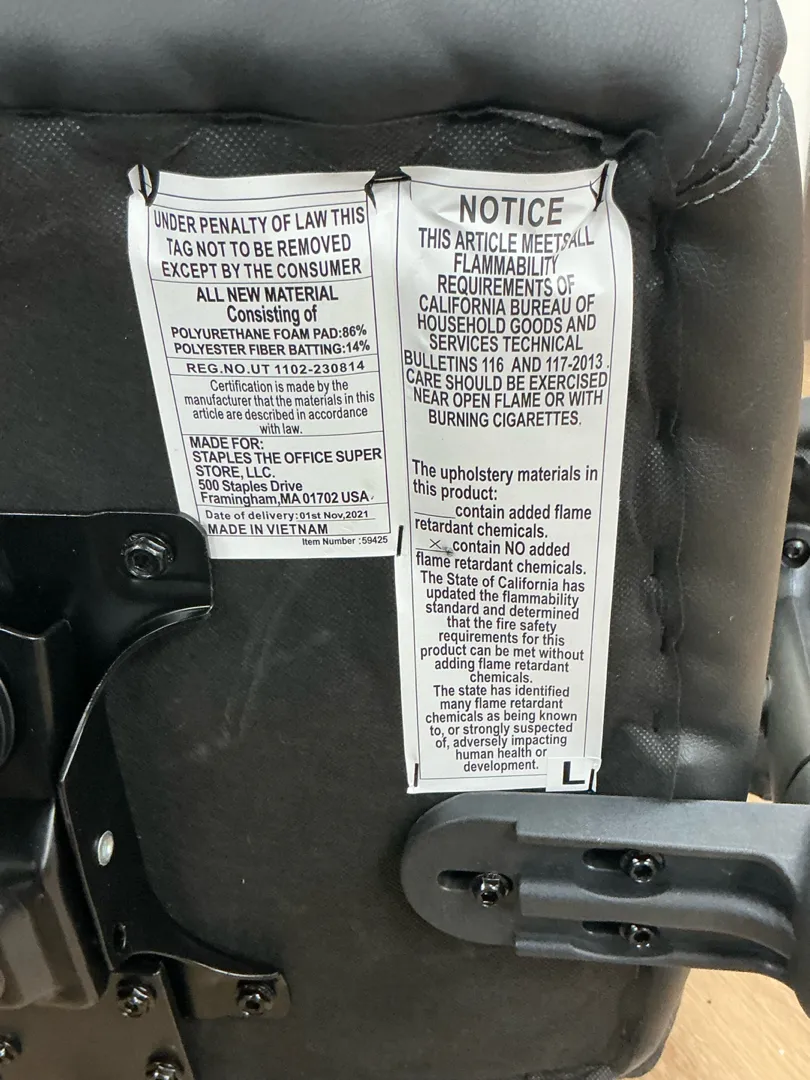 UNDER PENALTY OF LAW THIS
TAG NOT TO BE REMOVED
EXCEPT BY THE CONSUMER
ALL NEW MATERIAL
Consisting of
POLYURETHANE FOAM PAD:86%
POLYESTER FIBER BATTING:14%
REG.NO.UT 1102-230814
Certification is made by the
manufacturer that the materials in this
article are described in accordance
with law.
MADE FOR:
STAPLES THE OFFICE SUPER
STORE, LLC.
500 Staples Drive
Framingham,MA 01702 USA.
Date of delivery:01st Nov,2021
MADE IN VIETNAM
Item Number :59425
NOTICE
THIS ARTICLE MEETS ALL
FLAMMABILITY
REQUIREMENTS OF
CALIFORNIA BUREAU OF
HOUSEHOLD GOODS AND
SERVICES TECHNICAL
BULLETINS 116 AND 117-2013.
CARE SHOULD BE EXERCISED
NEAR OPEN FLAME OR WITH
BURNING CIGARETTES.
The upholstery materials in
this product:
____contain added flame
retardant chemicals.
X contain NO added
flame retardant chemicals.
The State of California has
updated the flammability
standard and determined
that the fire safety
requirements for this
product can be met without
adding flame retardant
chemicals.
The state has identified
many flame retardant
chemicals as being known
to, or strongly suspected
of, adversely impacting
human health or
development.
L